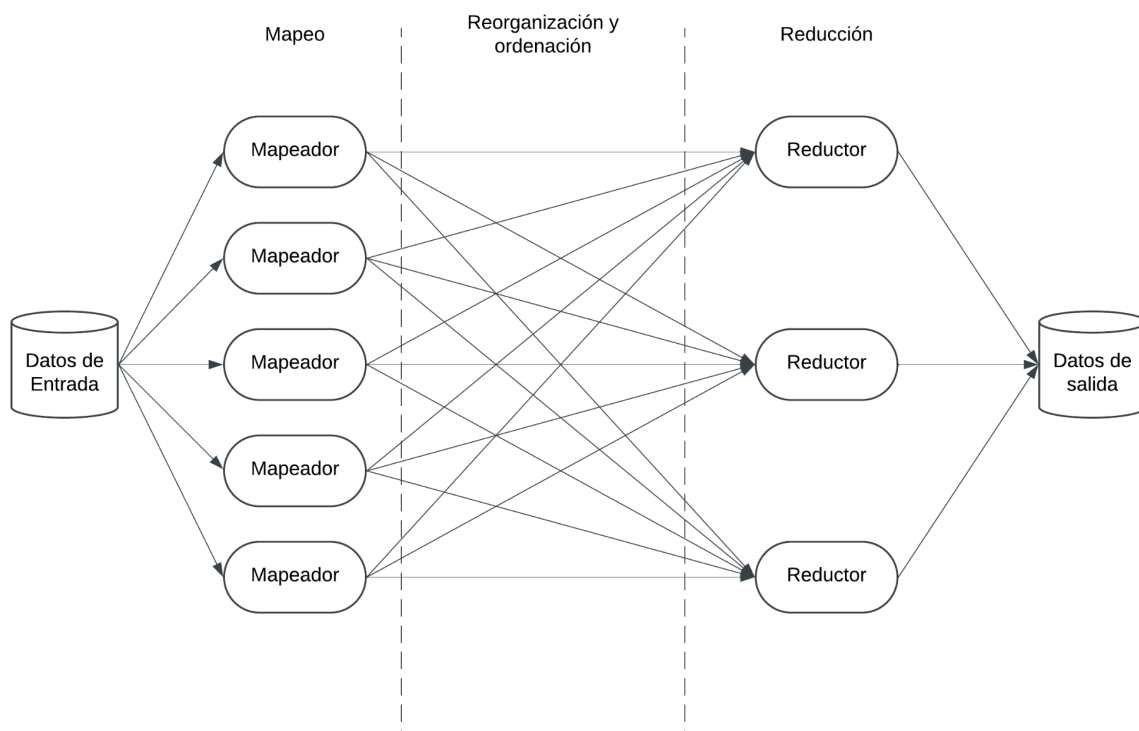 Mapeo
Reorganización y
ordenación
Reducción
Mapeador
Mapeador
Mapeador
Mapeador
Mapeador
Reductor
Reductor
Reductor
Datos de
Entrada
Datos de
salida